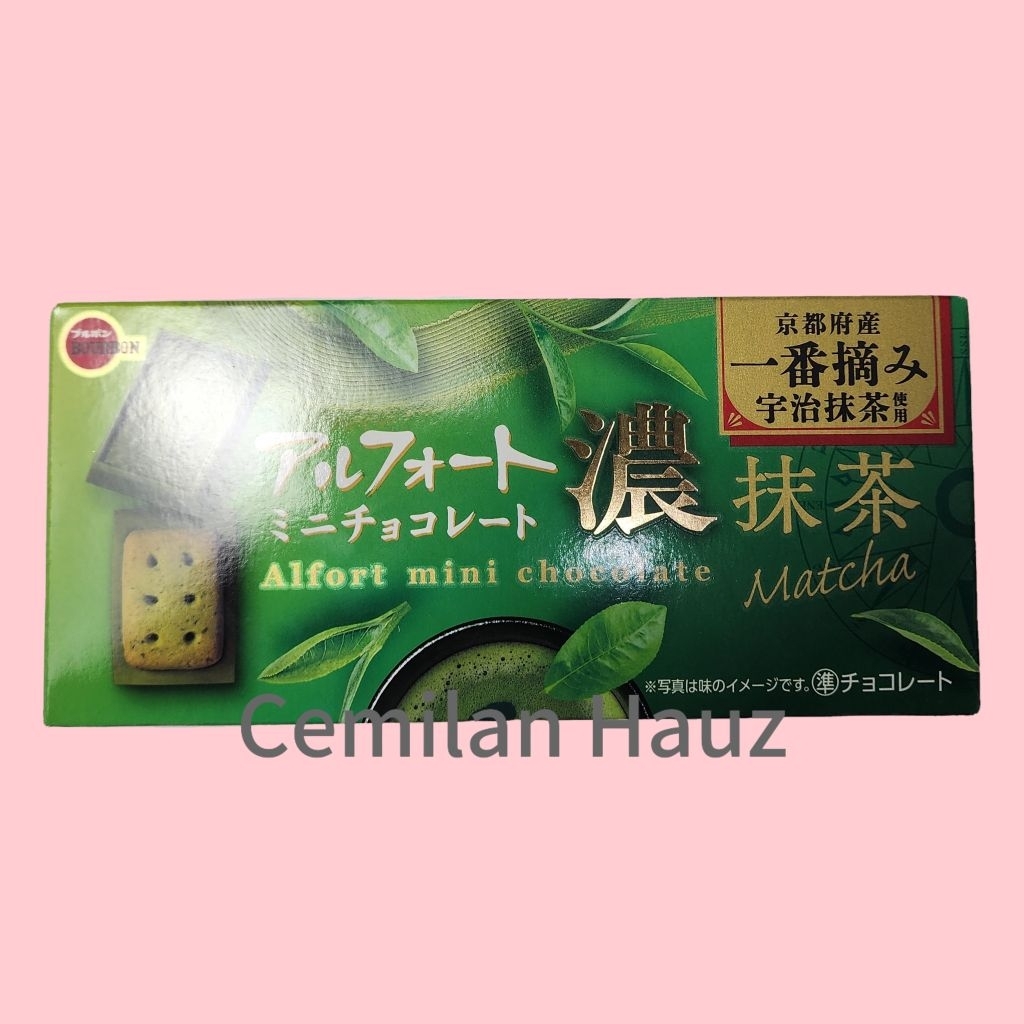 ブルボン
BOURBON
京都府産
一番摘み
宇治抹茶使用
アルフォート
ミニチョコレート
Alfort mini chocolate
濃抹茶
Matcha
※写真は味のイメージです。準チョコレート
Cemilan Hauz